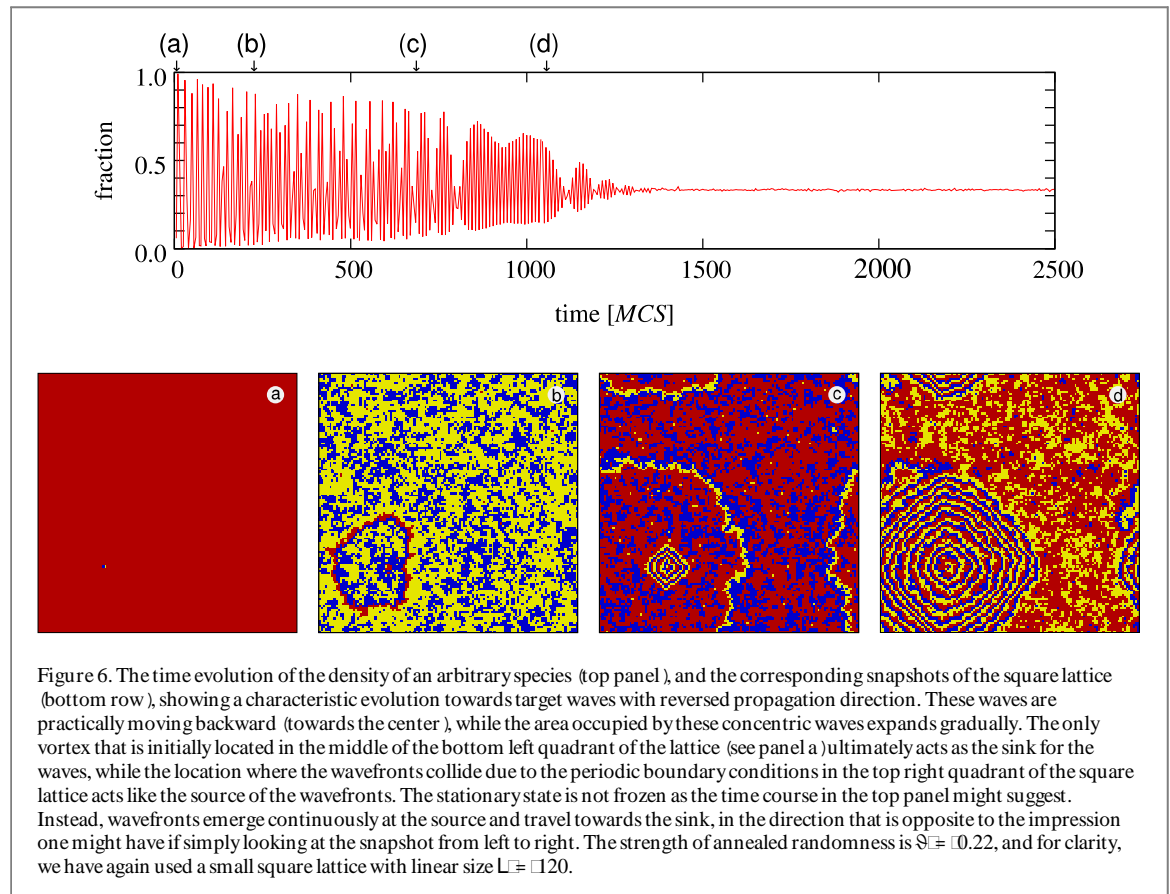 (a) (b) (c) (d)
1.0
0.5
0.0
fraction
0 500 1000 1500 2000 2500
time [MCS]
a b c d
Figure 6. The time evolution of the density of an arbitrary species (top panel), and the corresponding snapshots of the square lattice
(bottom row), showing a characteristic evolution towards target waves with reversed propagation direction. These waves are
practically moving backward (towards the center), while the area occupied by these concentric waves expands gradually. The only
vortex that is initially located in the middle of the bottom left quadrant of the lattice (see panel a) ultimately acts as the sink for the
waves, while the location where the wavefronts collide due to the periodic boundary conditions in the top right quadrant of the square
lattice acts like the source of the wavefronts. The stationary state is not frozen as the time course in the top panel might suggest.
Instead, wavefronts emerge continuously at the source and travel towards the sink, in the direction that is opposite to the impression
one might have if simply looking at the snapshot from left to right. The strength of annealed randomness is ϑ = 0.22, and for clarity,
we have again used a small square lattice with linear size L = 120.